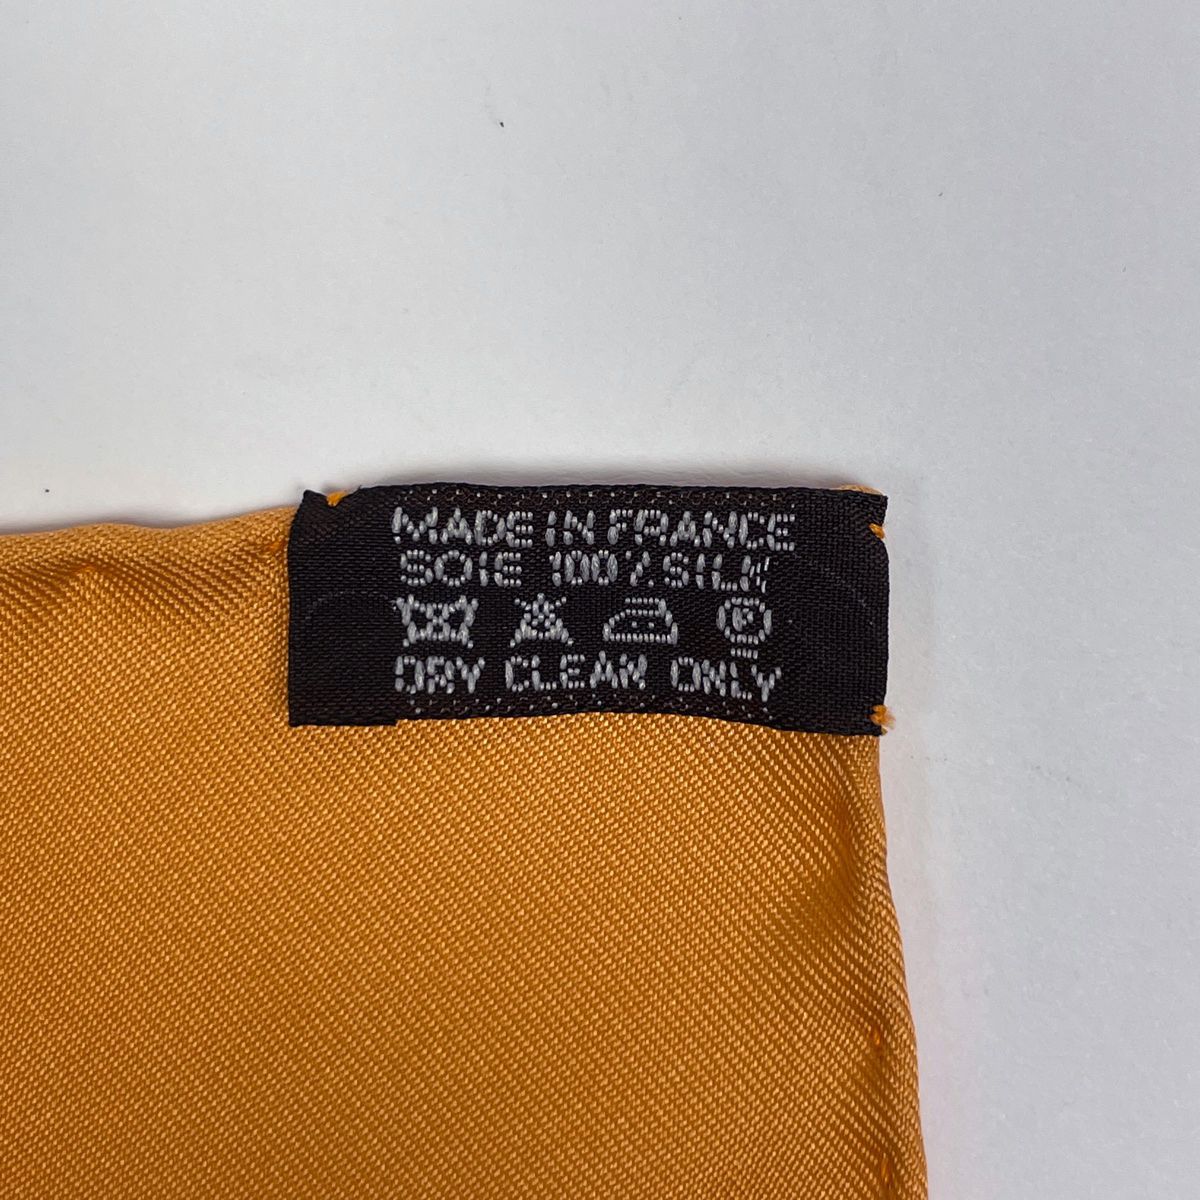 MADE IN FRANCE
SOIE 100% SILK
P
DRY CLEAN ONLY